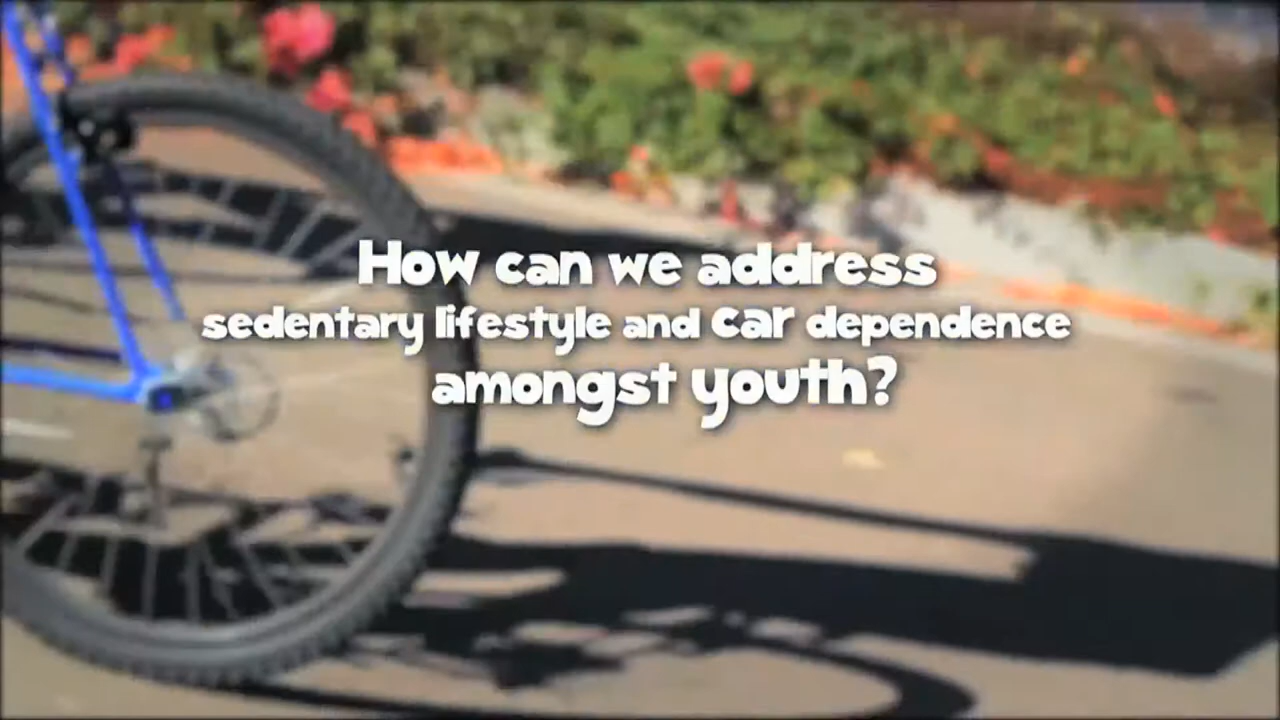 How can we address
sedentary lifestyle and car dependence
amongst youth?